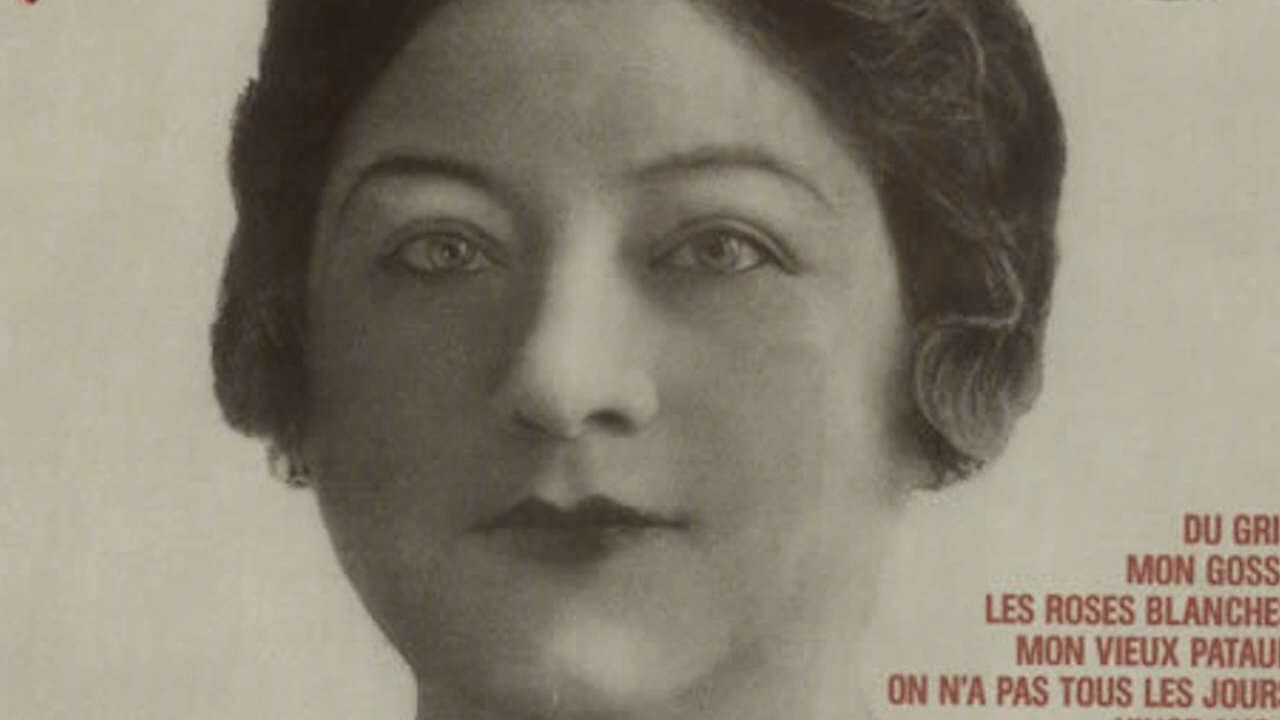 DU GRI
MON GOSS
LES ROSES BLANCHE
MON VIEUX PATAU
ON N'A PAS TOUS LES JOUR